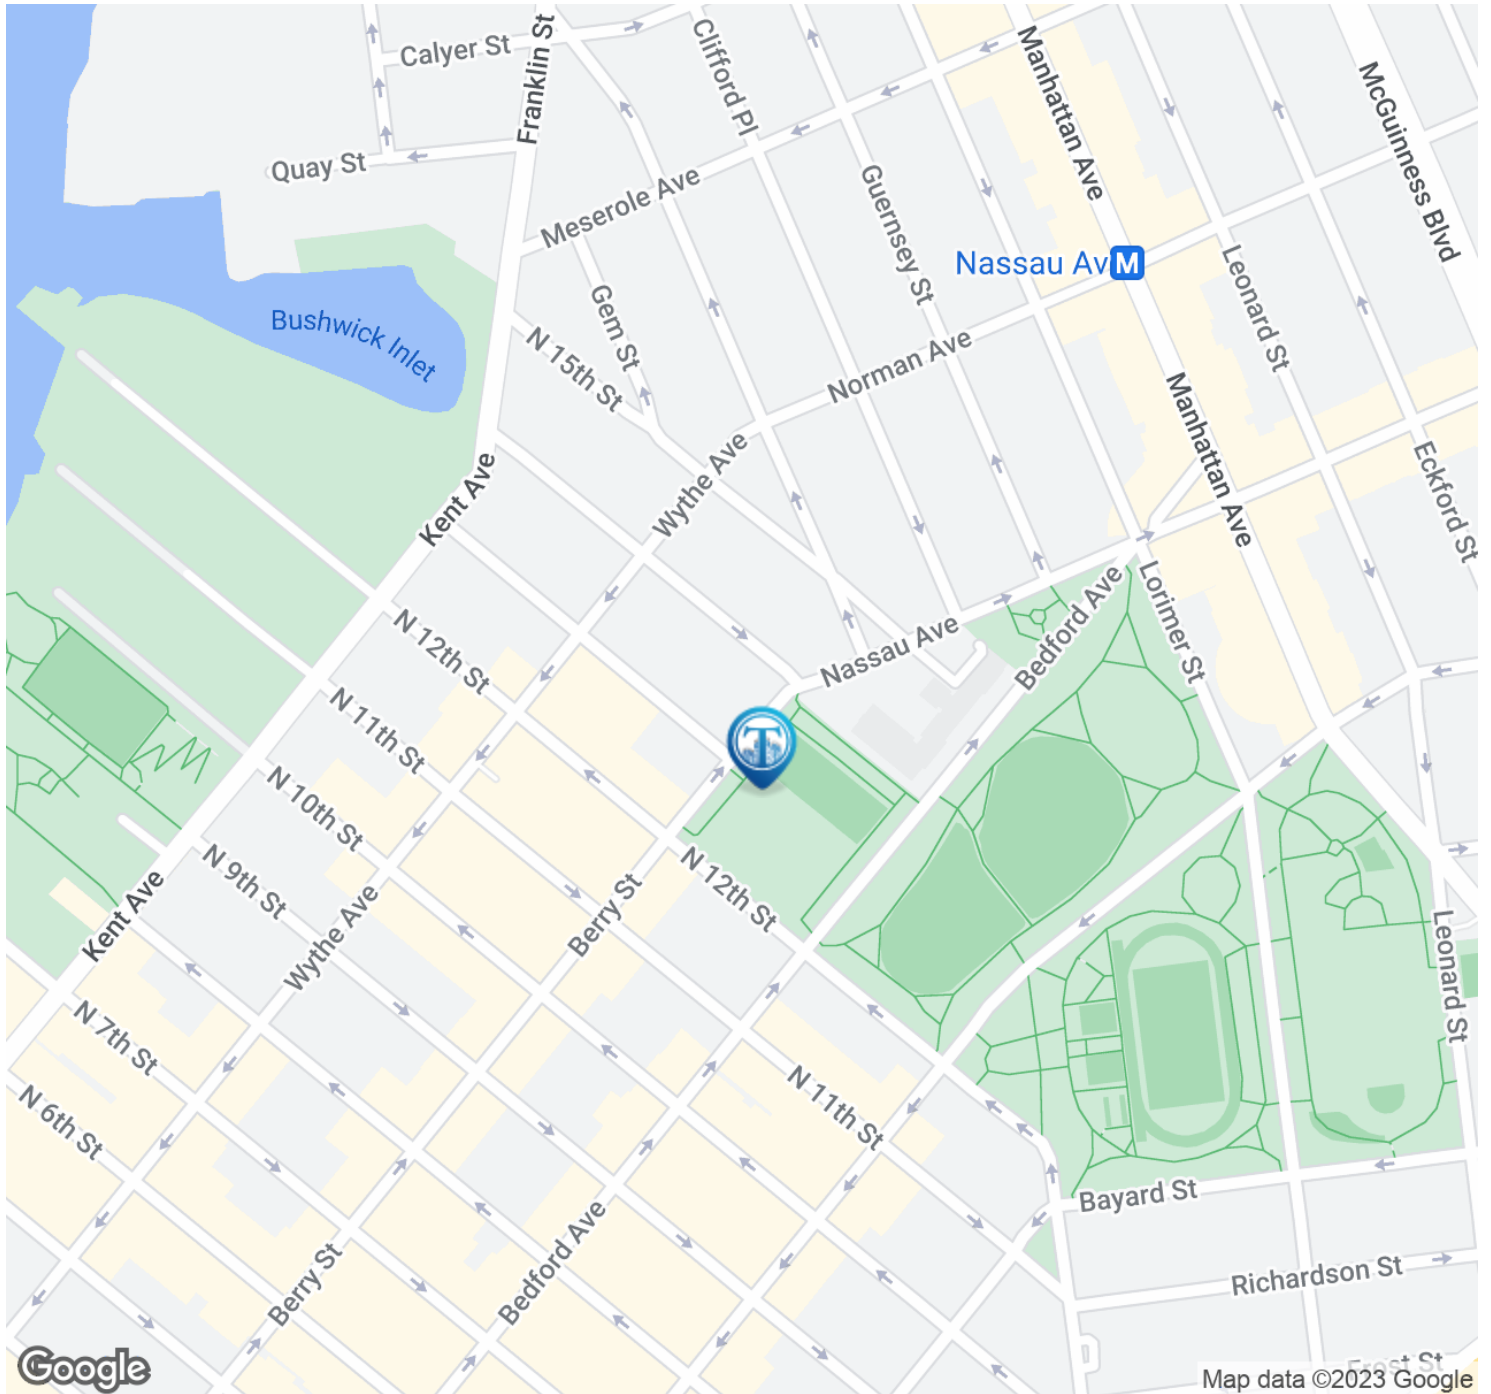 Calyer St
Franklin St
Clifford Pl
Manhattan Ave
McGuinness Blvd
Quay St
Meserole Ave
Guernsey St
Nassau Av
M
Leonard St
Bushwick Inlet
Gem St
N 15th St
Norman Ave
Manhattan Ave
Wythe Ave
Kent Ave
Eckford St
Lorimer St
Bedford Ave
N 12th St
Nassau Ave
N 11th St
T
N 10th St
N 9th St
N 12th St
Kent Ave
Wythe Ave
Berry St
Leonard St
N 7th St
N 6th St
N 11th St
Bayard St
Bedford Ave
Berry St
Richardson St
Frost St
Google
Map data ©2023 Google